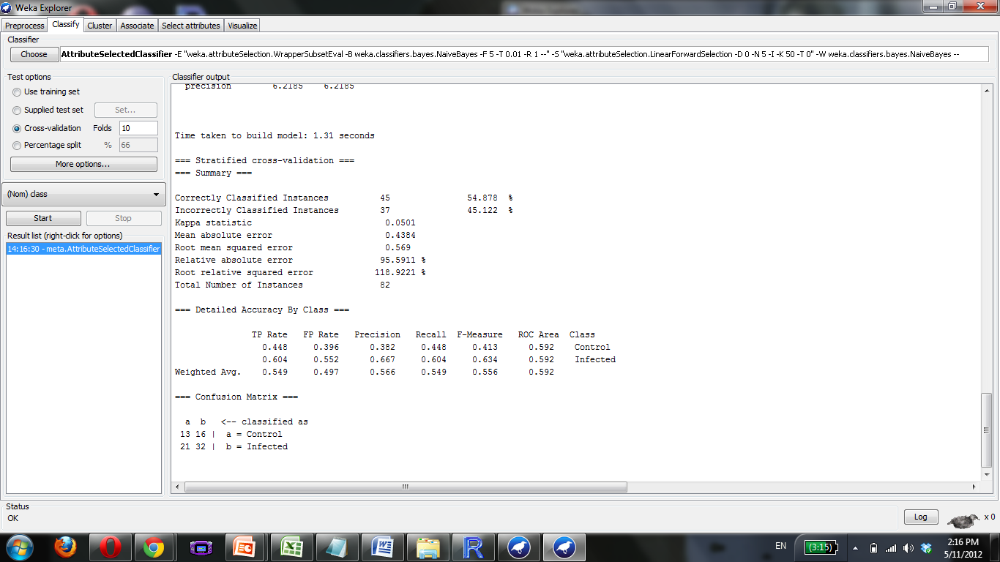 Weka Explorer
Preprocess Classify Cluster Associate Select attributes Visualize
Classifier
Choose AttributeSelectedClassifier -E "weka.attributeSelection.WrapperSubsetEval -B weka.classifiers.bayes.NaiveBayes -F 5 -T 0.01 -R 1 --" -S "weka.attributeSelection.LinearForwardSelection -D 0 -N 5 -I -K 50 -T 0" -W weka.classifiers.bayes.NaiveBayes --
Test options
Use training set
Supplied test set Set...
Cross-validation Folds 10
Percentage split % 66
More options...
(Nom) class
Start Stop
Result list (right-click for options)
14:16:30 - meta.AttributeSelectedClassifier
Classifier output
precision 6.2185 6.2185
Time taken to build model: 1.31 seconds
=== Stratified cross-validation ===
=== Summary ===
Correctly Classified Instances 45 54.878 %
Incorrectly Classified Instances 37 45.122 %
Kappa statistic 0.0501
Mean absolute error 0.4384
Root mean squared error 0.569
Relative absolute error 95.5911 %
Root relative squared error 118.9221 %
Total Number of Instances 82
=== Detailed Accuracy By Class ===
TP Rate FP Rate Precision Recall F-Measure ROC Area Class
0.448 0.396 0.382 0.448 0.413 0.592 Control
0.604 0.552 0.667 0.604 0.634 0.592 Infected
Weighted Avg. 0.549 0.497 0.566 0.549 0.556 0.592
=== Confusion Matrix ===
a b <-- classified as
13 16 | a = Control
21 32 | b = Infected
Status
OK
Log x 0
EN (3:15) 2:16 PM
5/11/2012